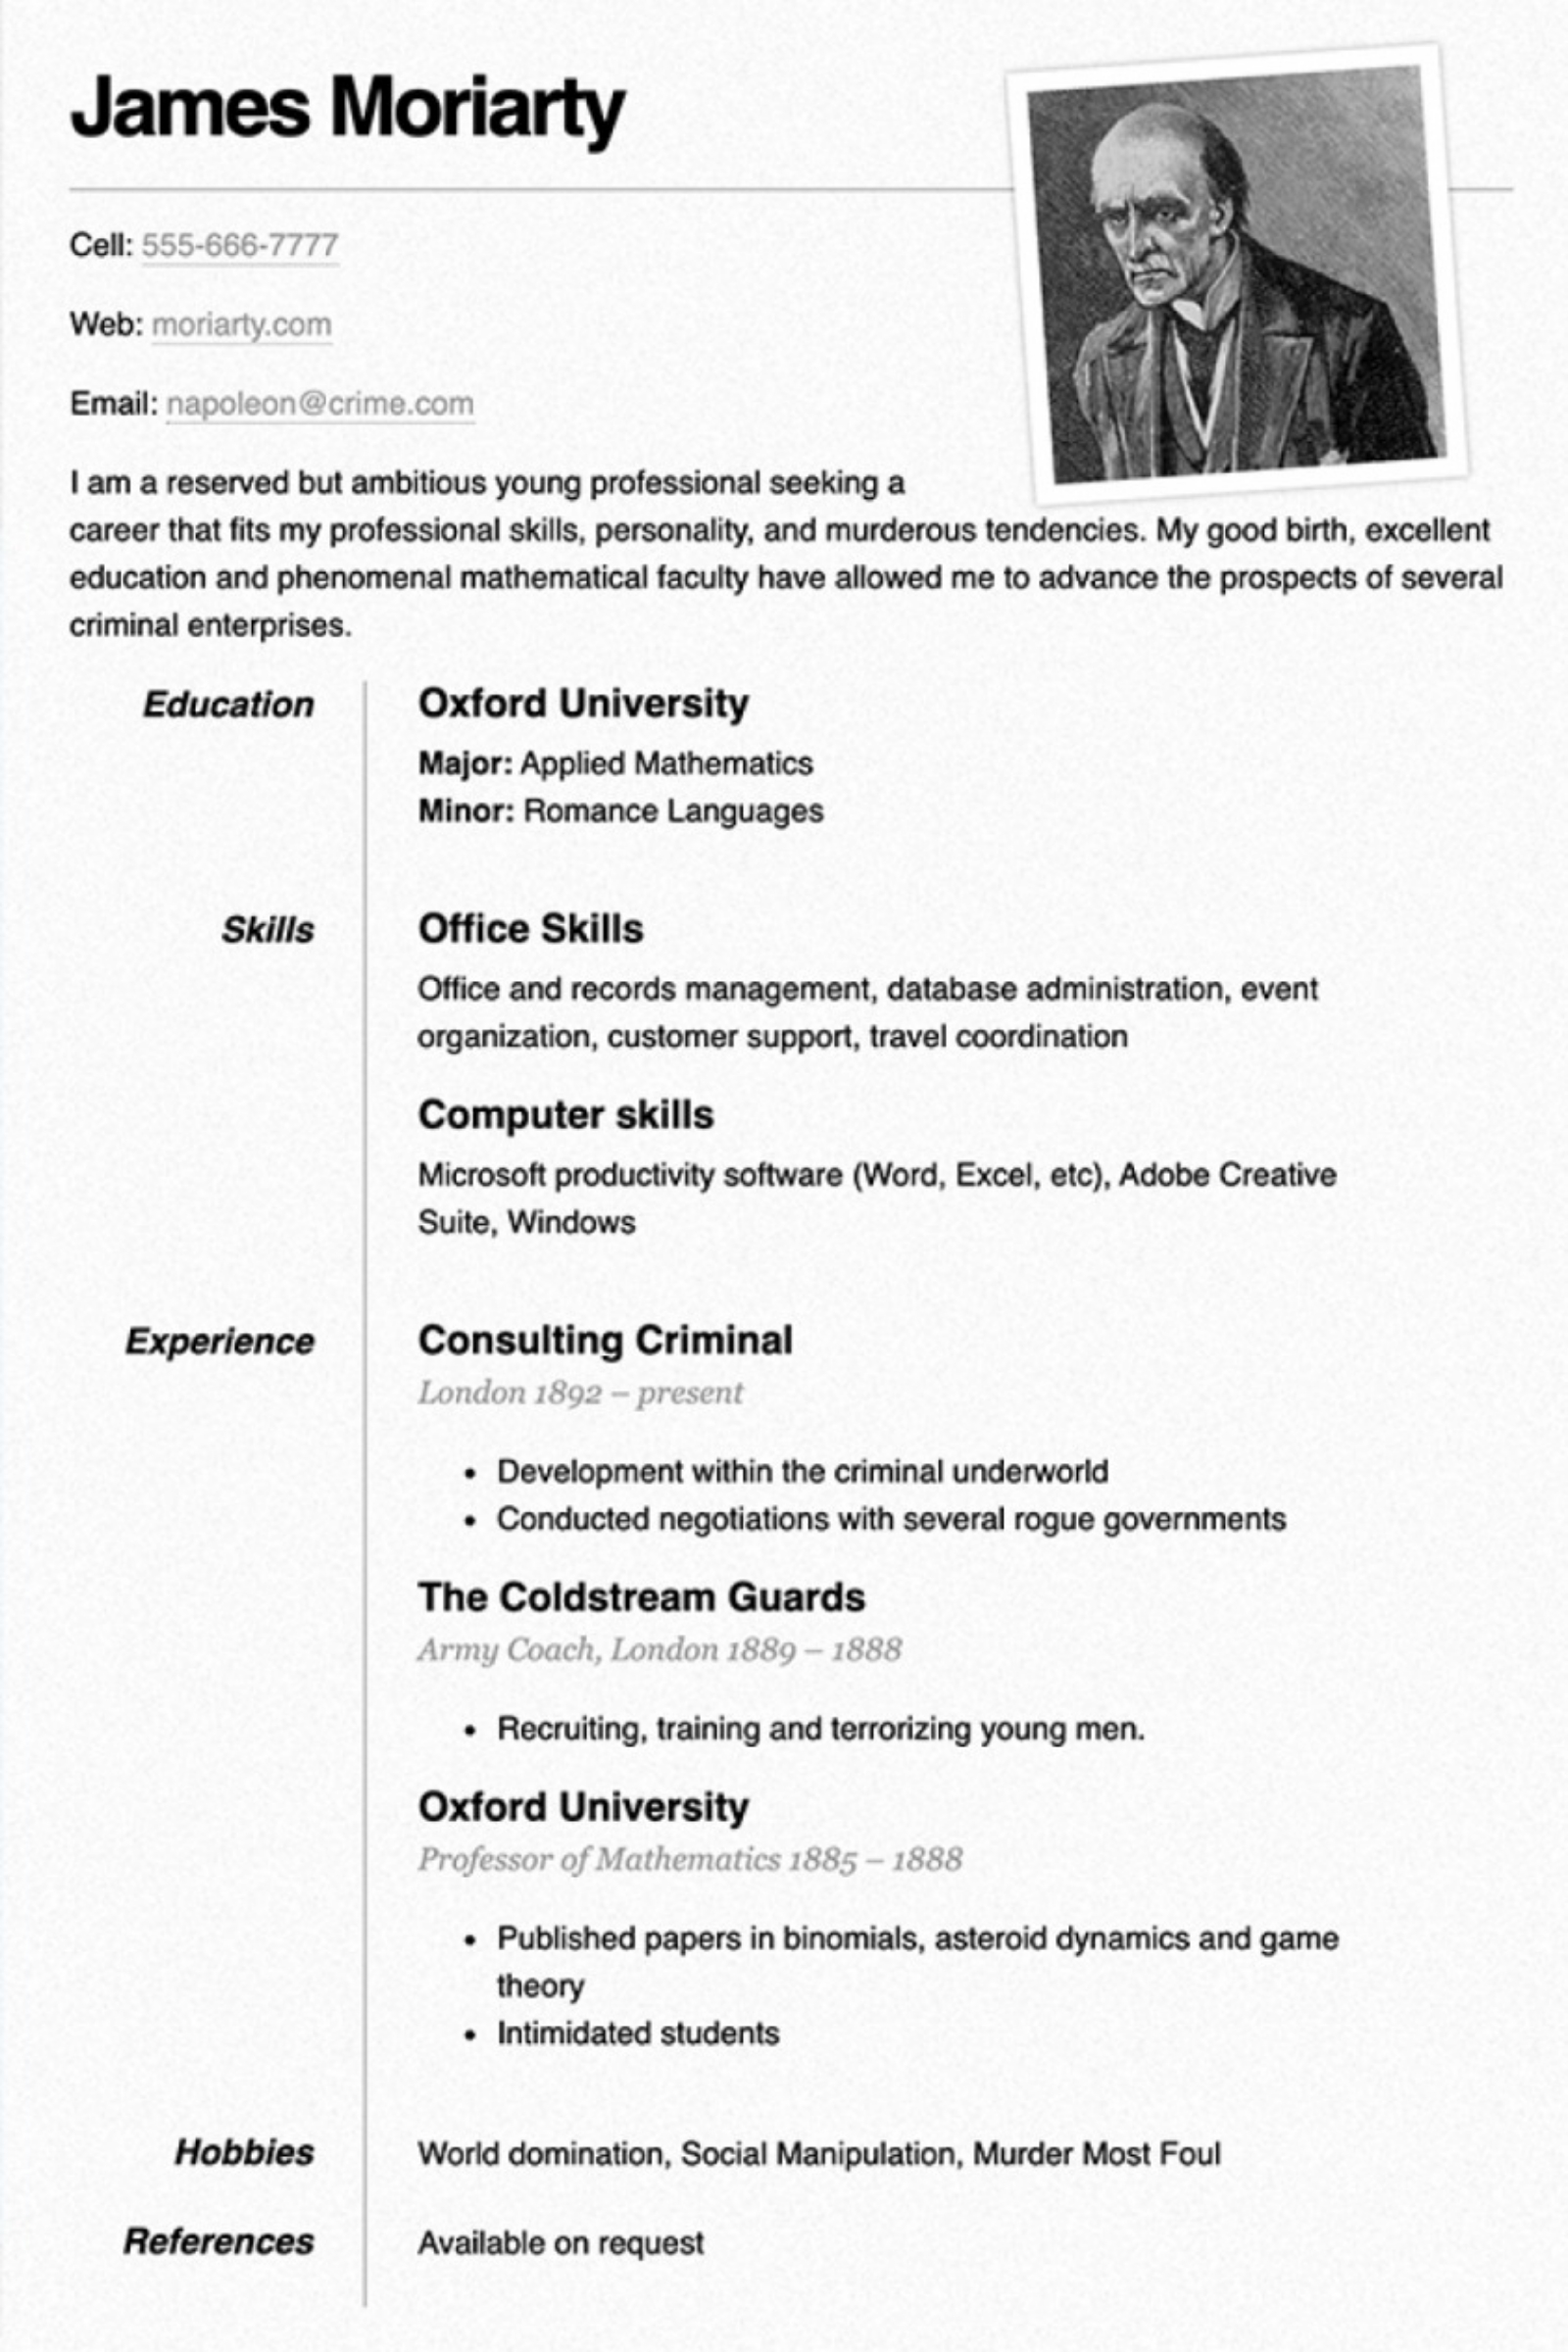 James Moriarty
Cell: 555-666-7777
Web: moriarty.com
Email: napoleon@crime.com
I am a reserved but ambitious young professional seeking a
career that fits my professional skills, personality, and murderous tendencies. My good birth, excellent
education and phenomenal mathematical faculty have allowed me to advance the prospects of several
criminal enterprises.
Education
Oxford University
Major: Applied Mathematics
Minor: Romance Languages
Skills
Office Skills
Office and records management, database administration, event
organization, customer support, travel coordination
Computer skills
Microsoft productivity software (Word, Excel, etc), Adobe Creative
Suite, Windows
Experience
Consulting Criminal
London 1892 – present
• Development within the criminal underworld
• Conducted negotiations with several rogue governments
The Coldstream Guards
Army Coach, London 1889 – 1888
• Recruiting, training and terrorizing young men.
Oxford University
Professor of Mathematics 1885 – 1888
• Published papers in binomials, asteroid dynamics and game
theory
• Intimidated students
Hobbies
World domination, Social Manipulation, Murder Most Foul
References
Available on request